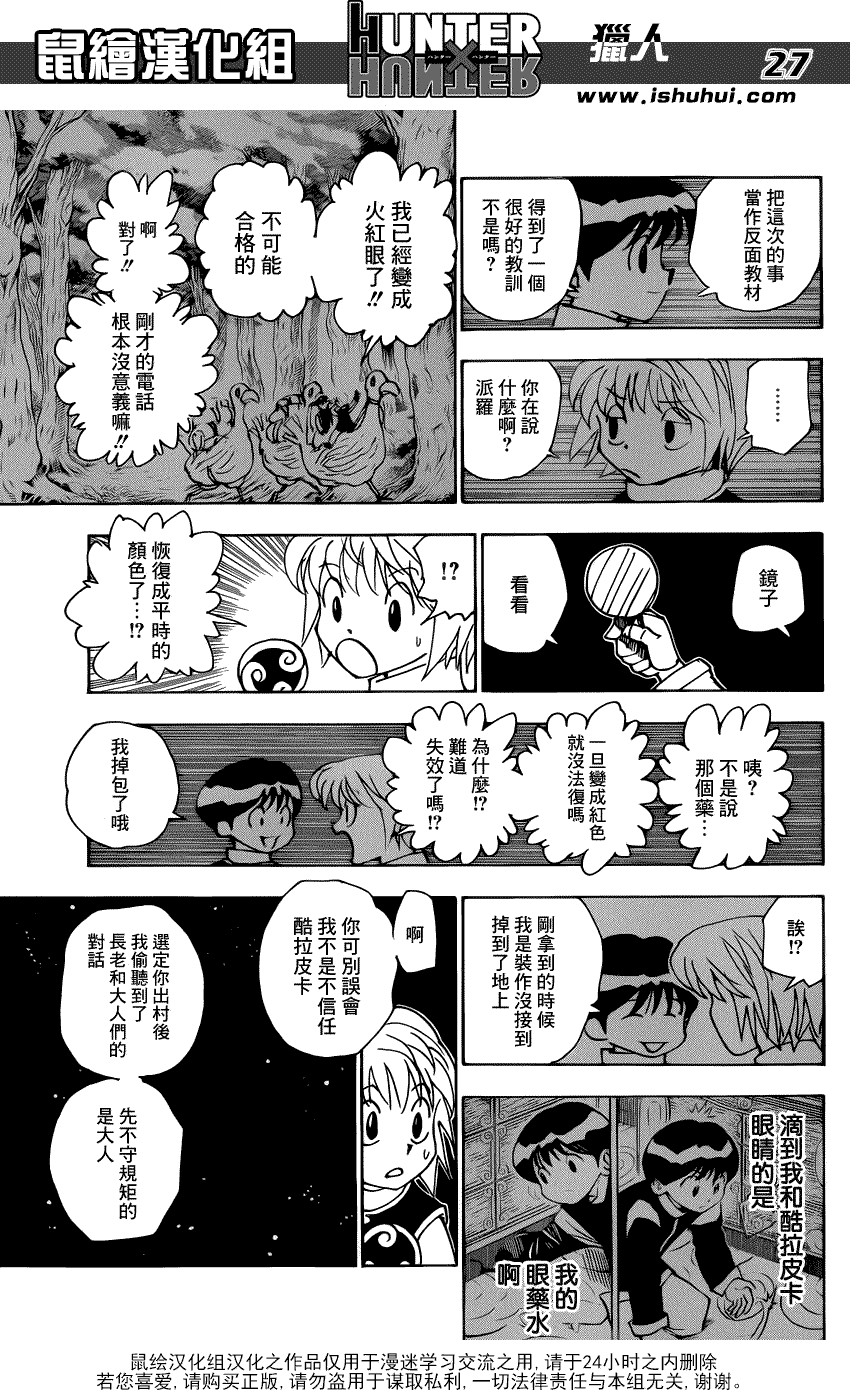 鼠繪漢化組
HUNTER
×
HUNTER
ハンター
ハンター
獵人
27
www.ishuhui.com
把這次的事
當作反面教材
得到了一個
很好的教訓
不是嗎?
……
你在說
什麼啊?
派羅
我已經變成
火紅眼了!!
不可能
合格的
啊
對了!!
剛才的電話
根本沒意義嘛!!
鏡子
看看
!?
恢復成平時的
顏色了……!?
咦?
不是說
那個藥…
一旦變成紅色
就沒法復嗎
為什麼!?
難道
失效了嗎!?
我掉包了哦
誒!?
剛拿到的時候
我是裝作沒接到
掉到了地上
滴到我和酷拉皮卡
眼睛的是
我的
眼藥水
啊
啊
你可別誤會
我不是不信任
酷拉皮卡
選定你出村後
我偷聽到了
長老和大人們的
對話
先不守規矩的
是大人
鼠绘汉化组汉化之作品仅用于漫迷学习交流之用, 请于24小时之内删除
若您喜爱, 请购买正版, 请勿盗用于谋取私利, 一切法律责任与本组无关, 谢谢。